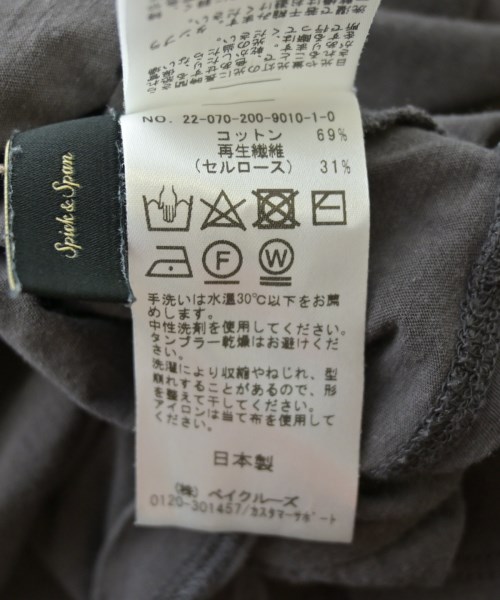 Spick & Span
NO. 22-070-200-9010-1-0
コットン 69%
再生繊維
(セルロース) 31%
F
W
手洗いは水温30℃以下をお薦
めします。
中性洗剤を使用してください。
タンブラー乾燥はお避けくだ
さい。
洗濯により収縮やねじれ、型
崩れすることがあるので、形
を整えて干してください。
アイロンは当て布を使用して
ください。
日本製
(株) ベイクルーズ
0120-301457/カスタマーサポート